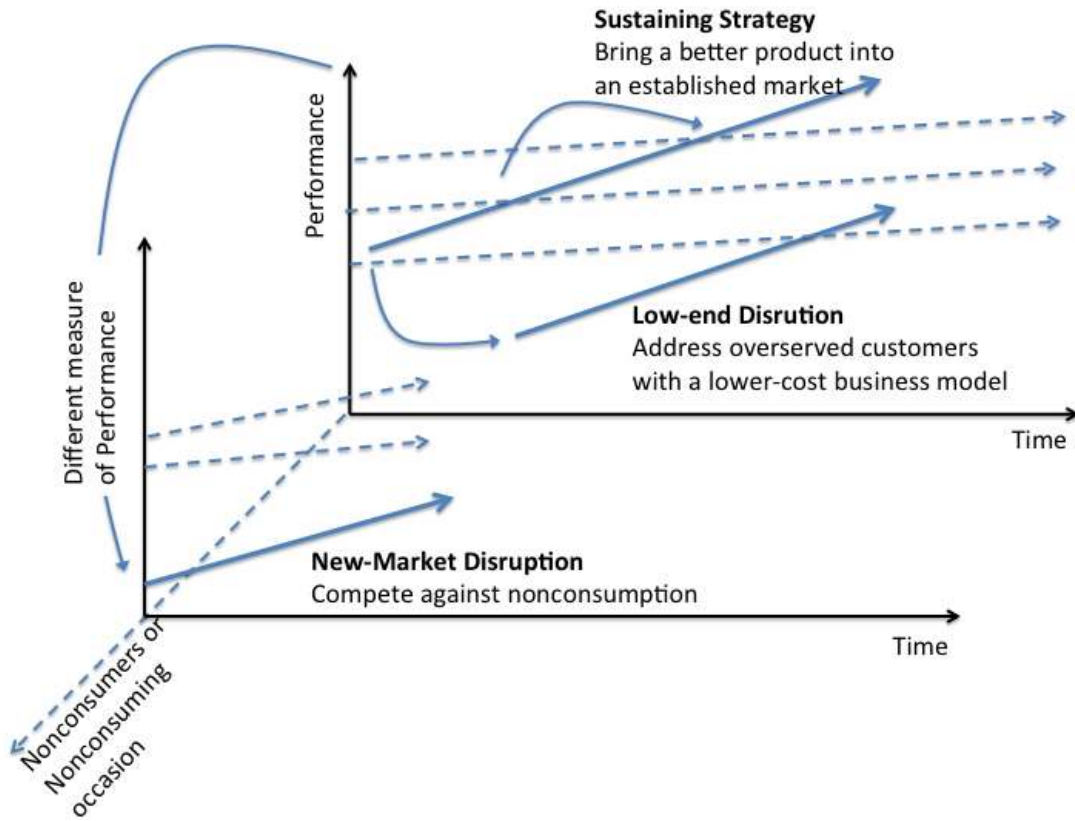 Sustaining Strategy
Bring a better product into
an established market
Performance
Low-end Disrution
Address overserved customers
with a lower-cost business model
Time
Different measure
of Performance
New-Market Disruption
Compete against nonconsumption
Time
Nonconsumers or
Nonconsuming
occasion